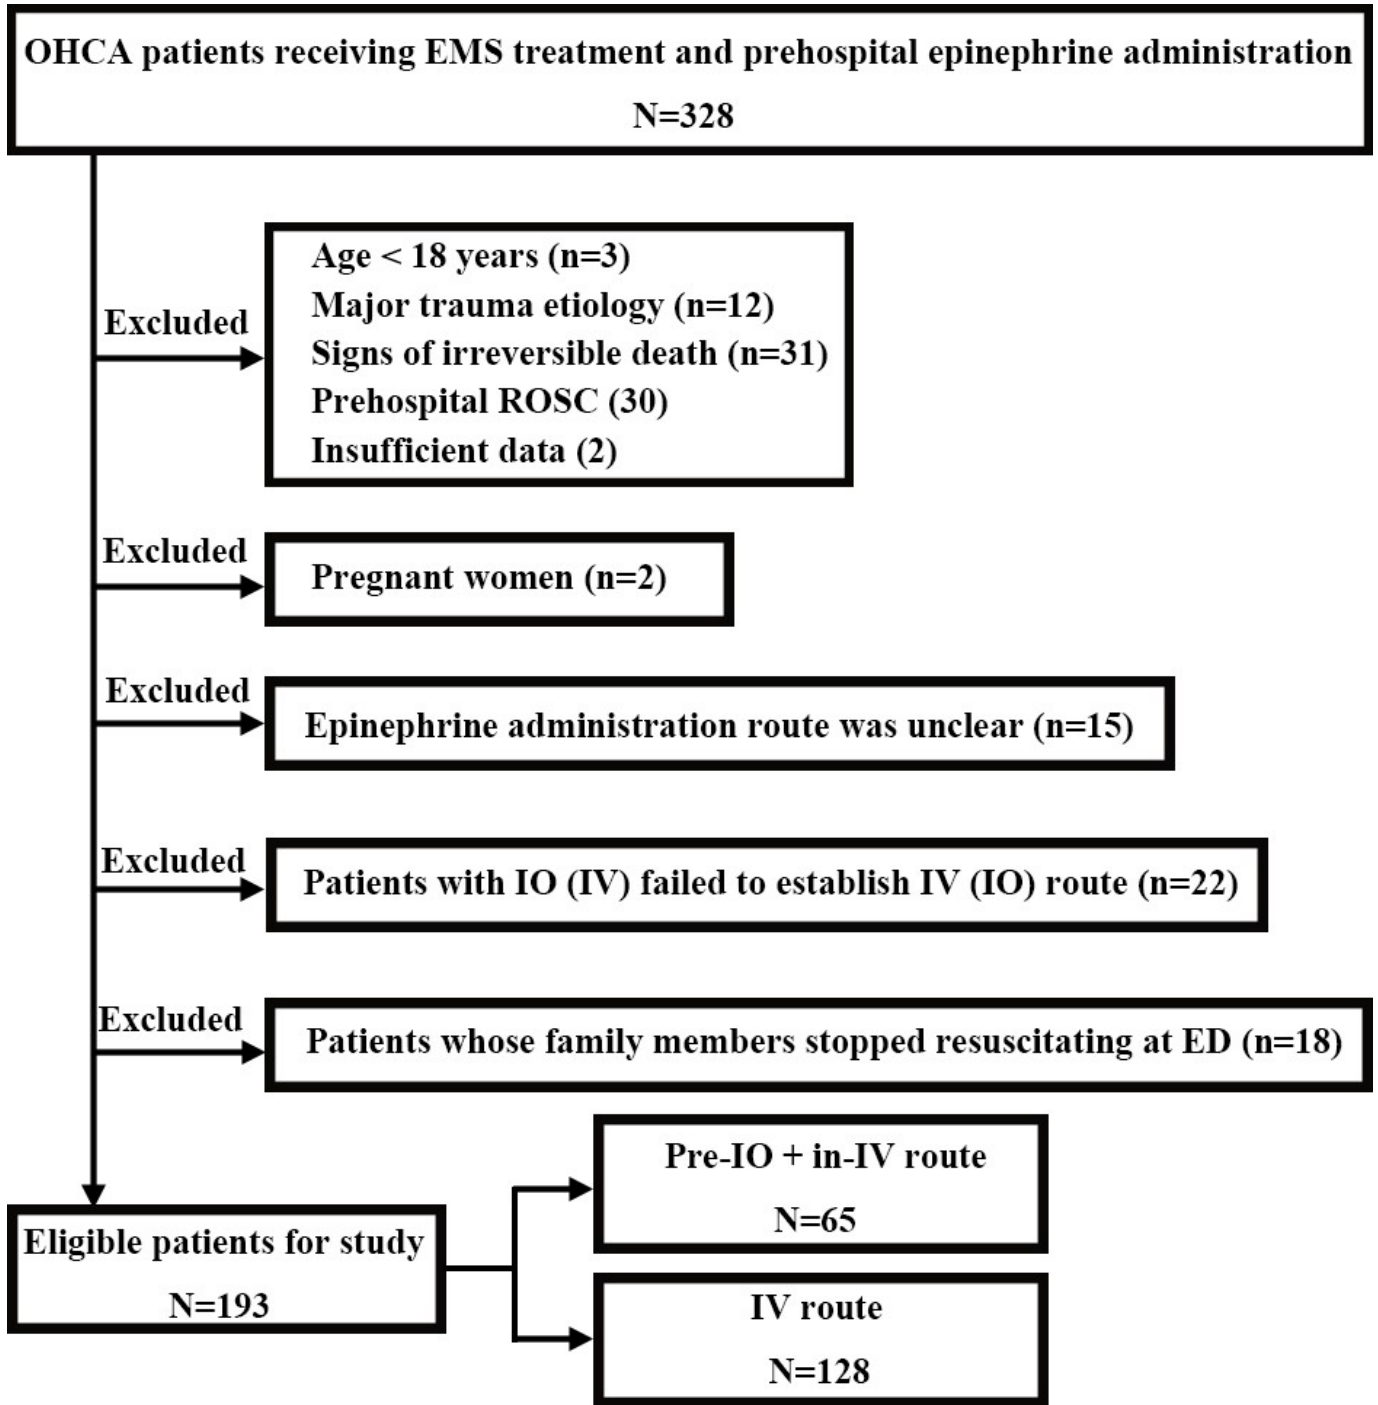 OHCA patients receiving EMS treatment and prehospital epinephrine administration
N=328
Excluded
Age < 18 years (n=3)
Major trauma etiology (n=12)
Signs of irreversible death (n=31)
Prehospital ROSC (30)
Insufficient data (2)
Excluded
Pregnant women (n=2)
Excluded
Epinephrine administration route was unclear (n=15)
Excluded
Patients with IO (IV) failed to establish IV (IO) route (n=22)
Excluded
Patients whose family members stopped resuscitating at ED (n=18)
Eligible patients for study
N=193
Pre-IO + in-IV route
N=65
IV route
N=128